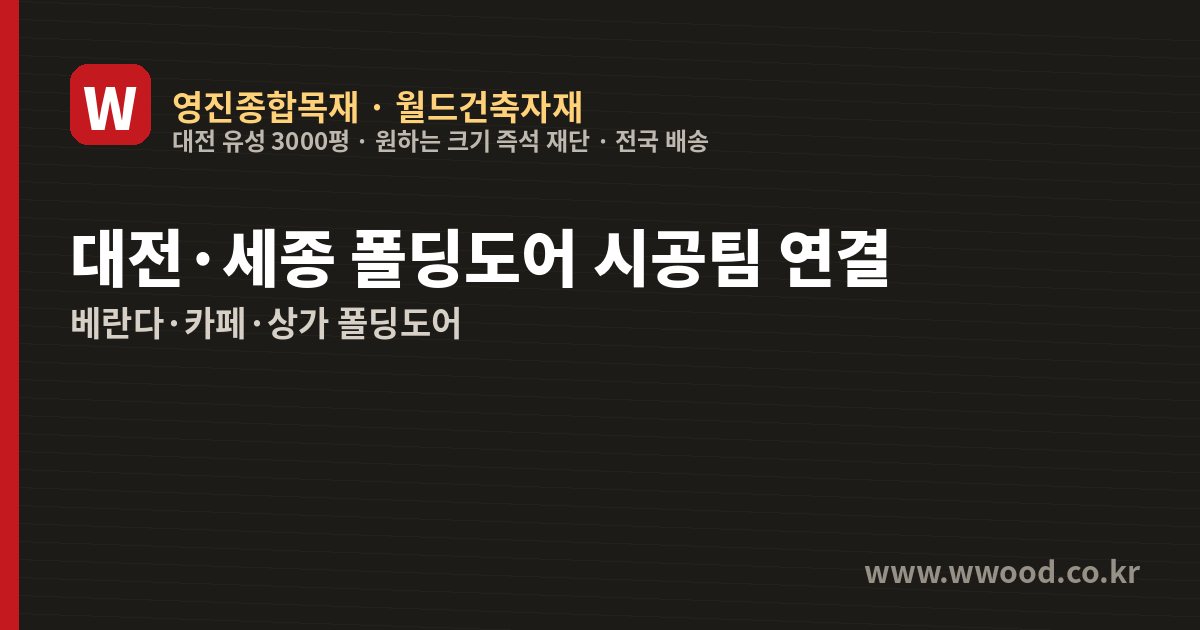 W
영진종합목재 · 월드건축자재
대전 유성 3000평 · 원하는 크기 즉석 재단 · 전국 배송
대전·세종 폴딩도어 시공팀 연결
베란다·카페·상가 폴딩도어
www.wwood.co.kr